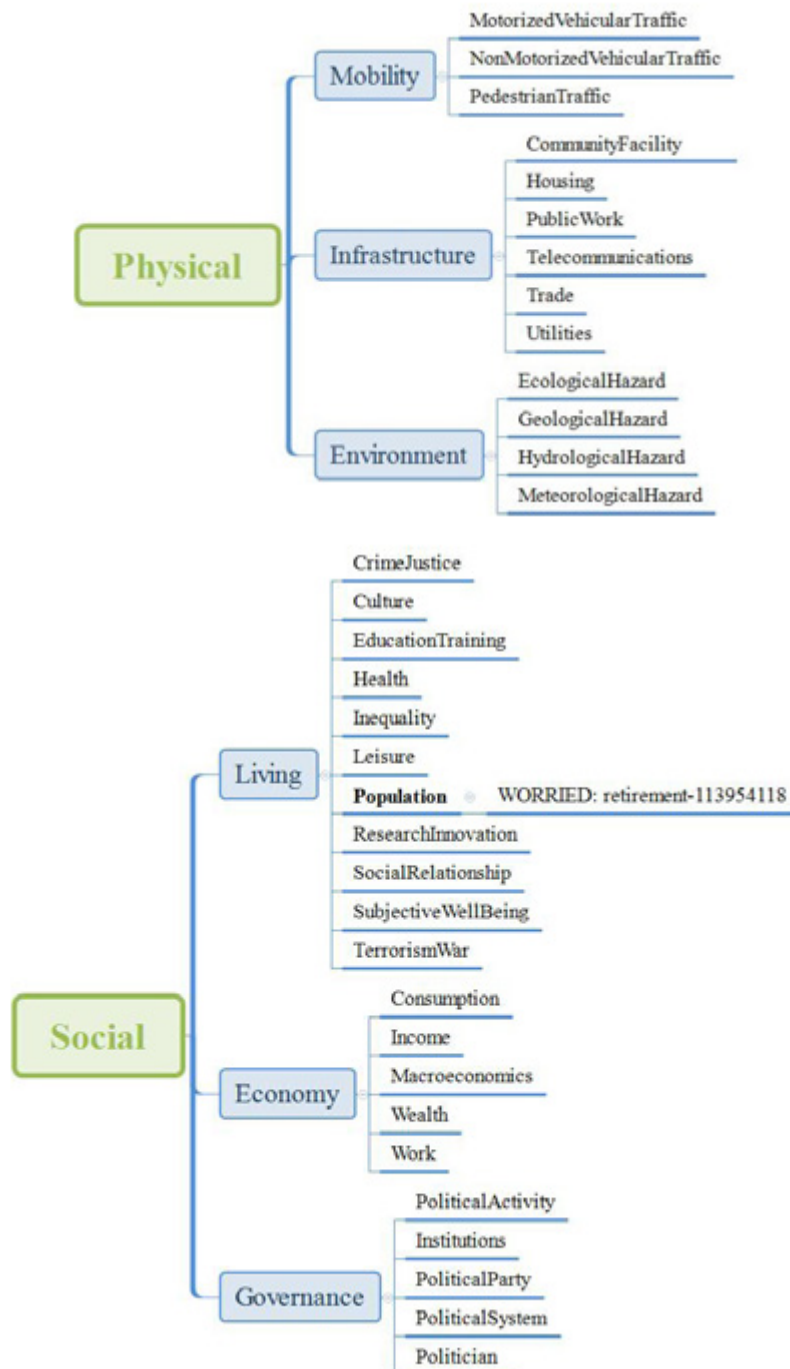 Physical
Mobility
MotorizedVehicularTraffic
NonMotorizedVehicularTraffic
PedestrianTraffic
Infrastructure
CommunityFacility
Housing
PublicWork
Telecommunications
Trade
Utilities
Environment
EcologicalHazard
GeologicalHazard
HydrologicalHazard
MeteorologicalHazard
Social
Living
CrimeJustice
Culture
EducationTraining
Health
Inequality
Leisure
Population
WORRIED: retirement-113954118
ResearchInnovation
SocialRelationship
SubjectiveWellBeing
TerrorismWar
Economy
Consumption
Income
Macroeconomics
Wealth
Work
Governance
PoliticalActivity
Institutions
PoliticalParty
PoliticalSystem
Politician